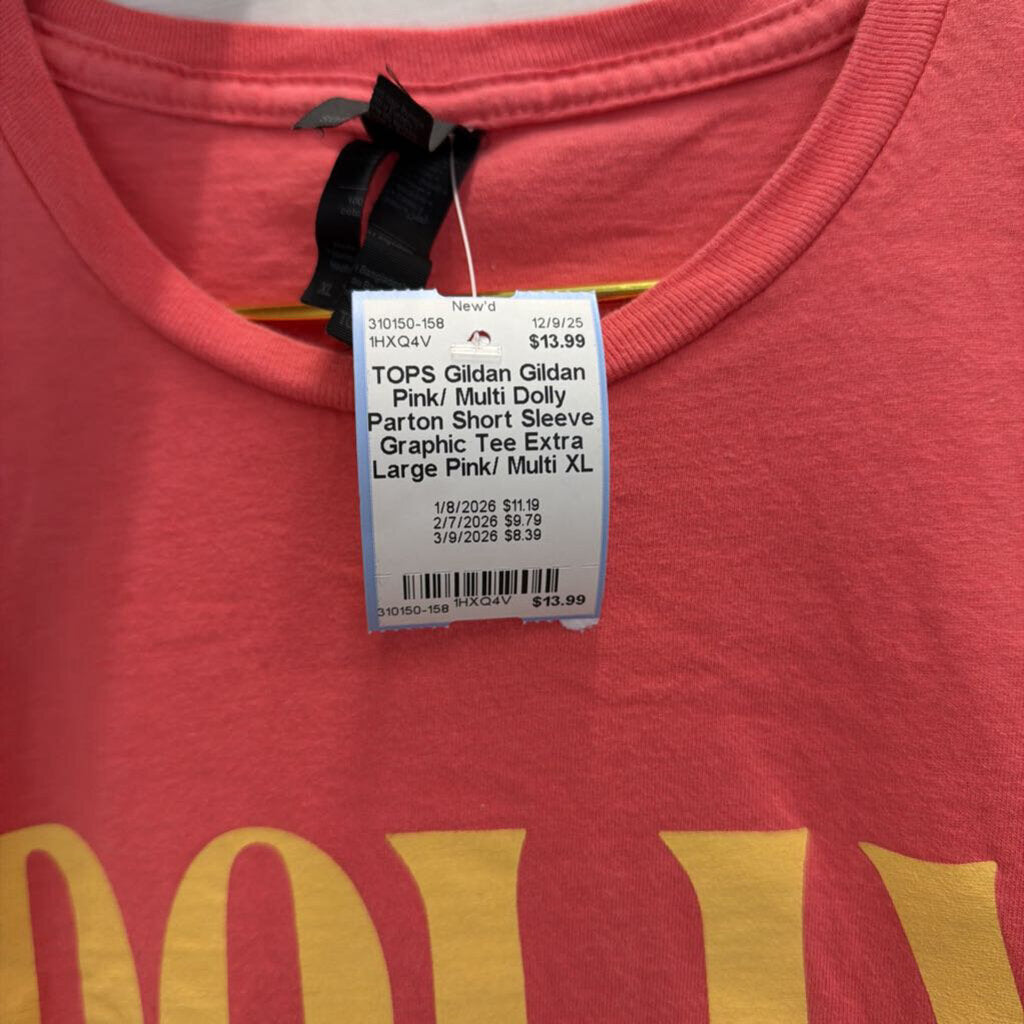 New'd
310150-158 12/9/25
1HXQ4V $13.99
TOPS Gildan Gildan
Pink/ Multi Dolly
Parton Short Sleeve
Graphic Tee Extra
Large Pink/ Multi XL
1/8/2026 $11.19
2/7/2026 $9.79
3/9/2026 $8.39
310150-158 1HXQ4V $13.99
XL
DOLLY